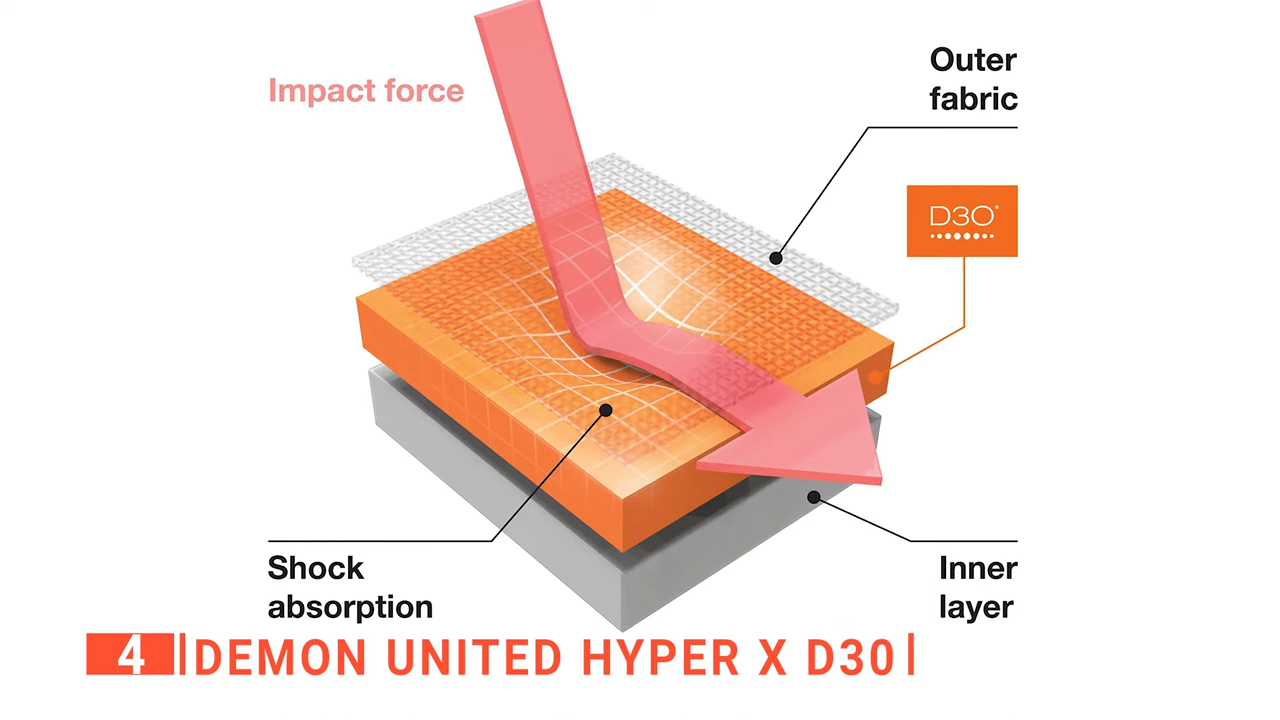 Impact force
Outer
fabric
D3O®
Shock
absorption
Inner
layer
4
DEMON UNITED HYPER X D30